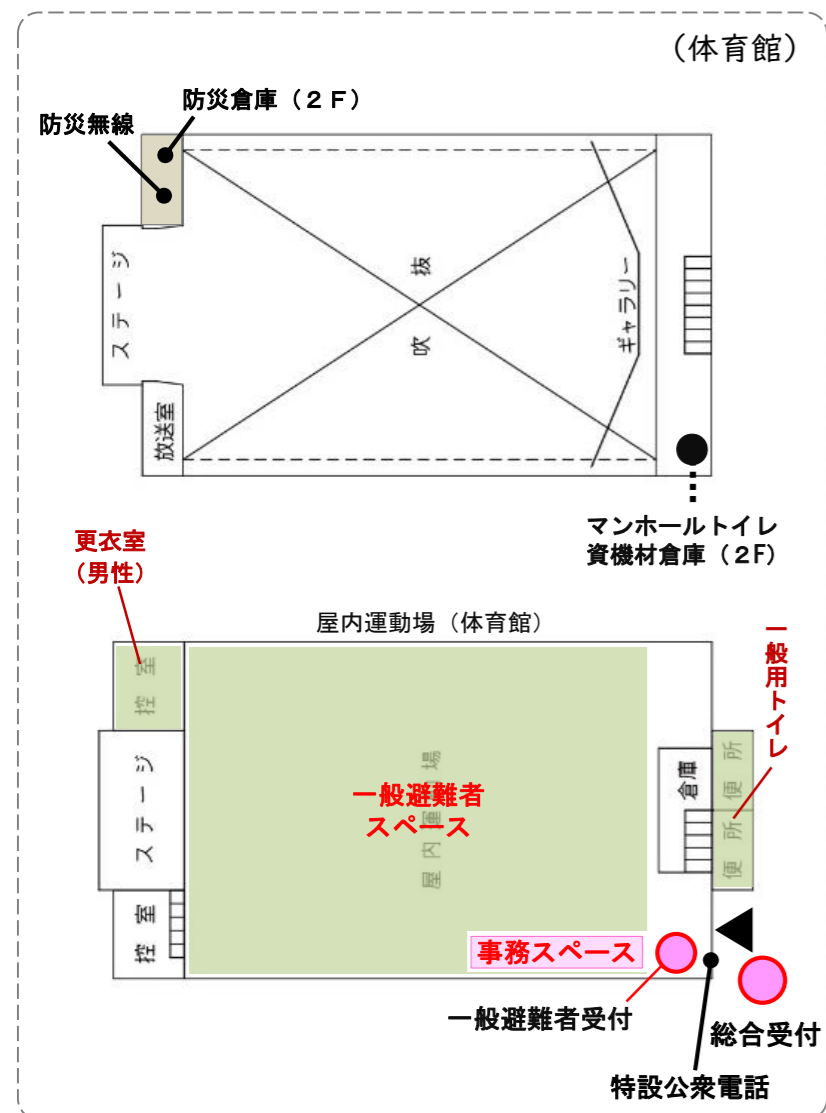 （体育館）
防災倉庫（２Ｆ）
防災無線
ステージ
吹抜
ギャラリー
放送室
マンホールトイレ
資機材倉庫（２F）
更衣室
（男性）
屋内運動場（体育館）
一般用トイレ
控室
ステージ
控室
屋内運動場
一般避難者
スペース
倉庫
便所
便所
事務スペース
一般避難者受付
総合受付
特設公衆電話